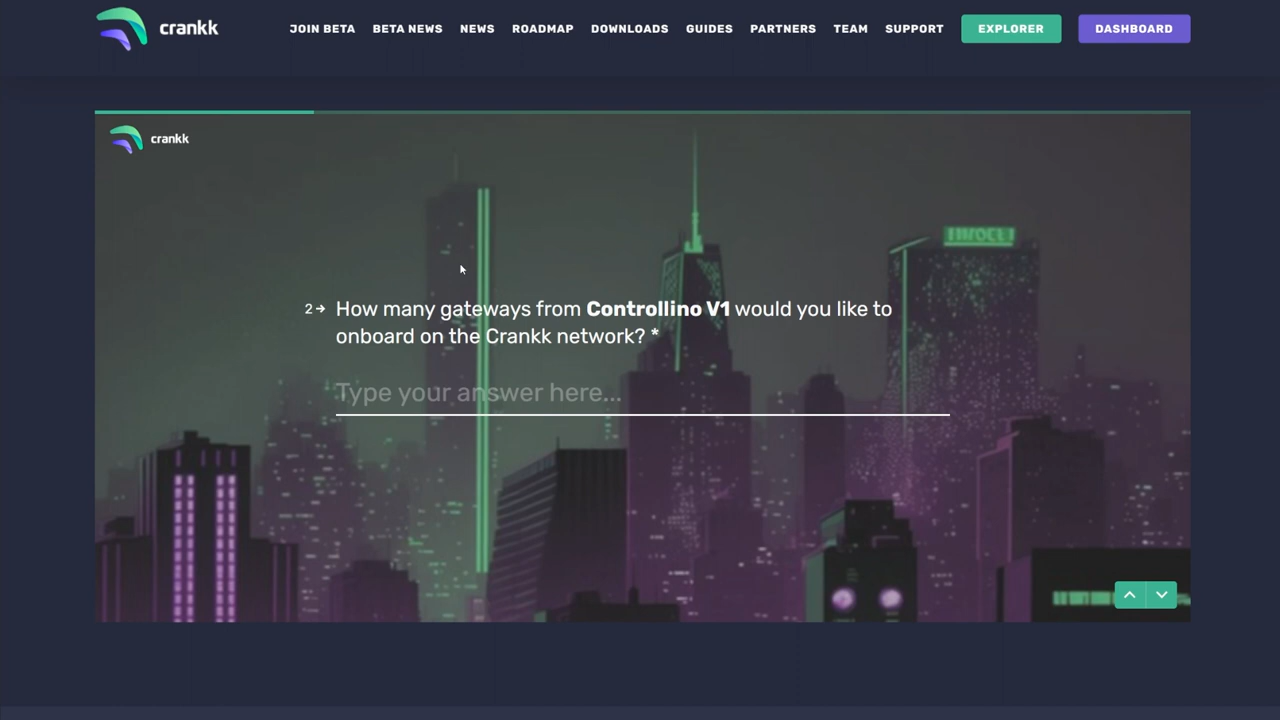 crankk
JOIN BETA BETA NEWS NEWS ROADMAP DOWNLOADS GUIDES PARTNERS TEAM SUPPORT EXPLORER DASHBOARD
crankk
2 How many gateways from Controllino V1 would you like to
onboard on the Crankk network? *
Type your answer here...